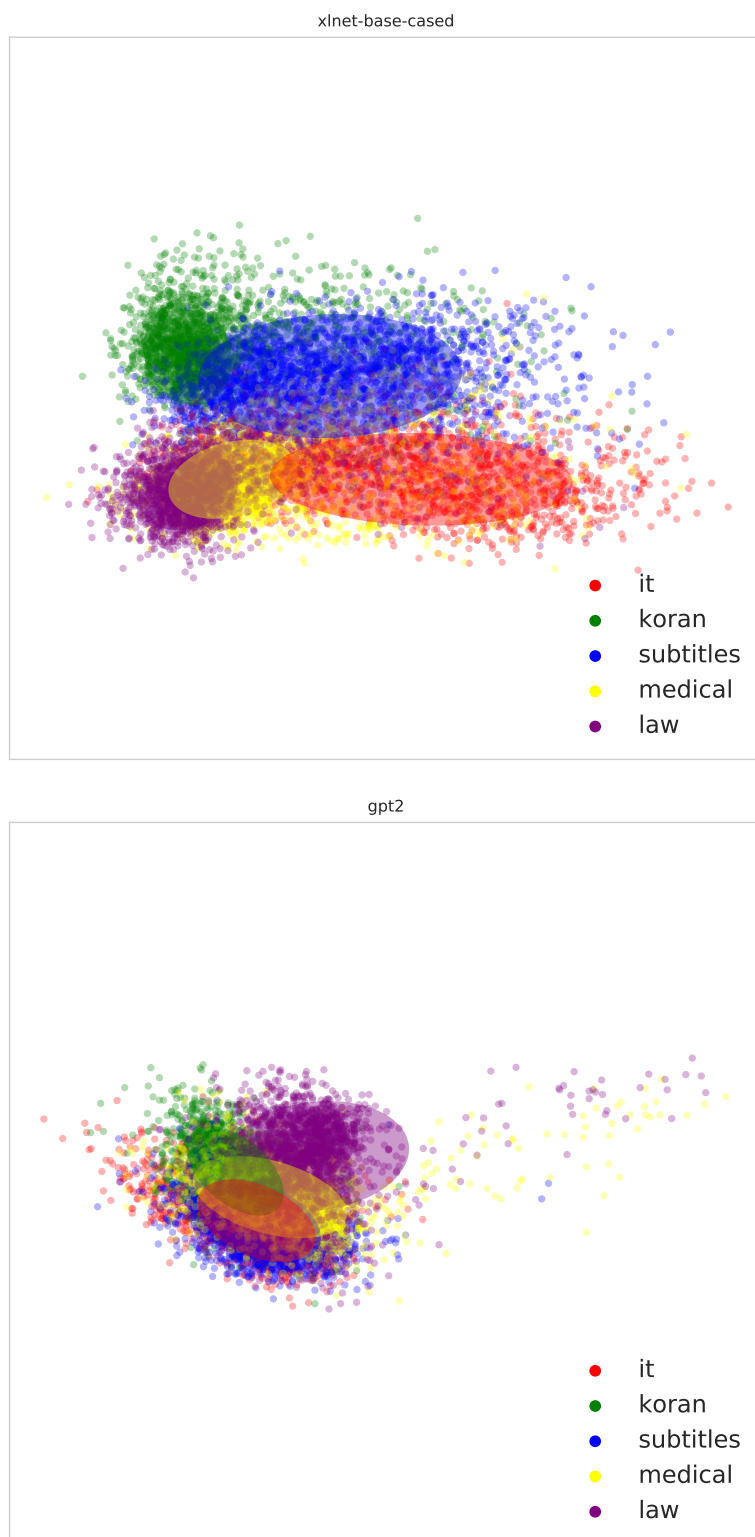 xlnet-base-cased
it
koran
subtitles
medical
law
gpt2
it
koran
subtitles
medical
law